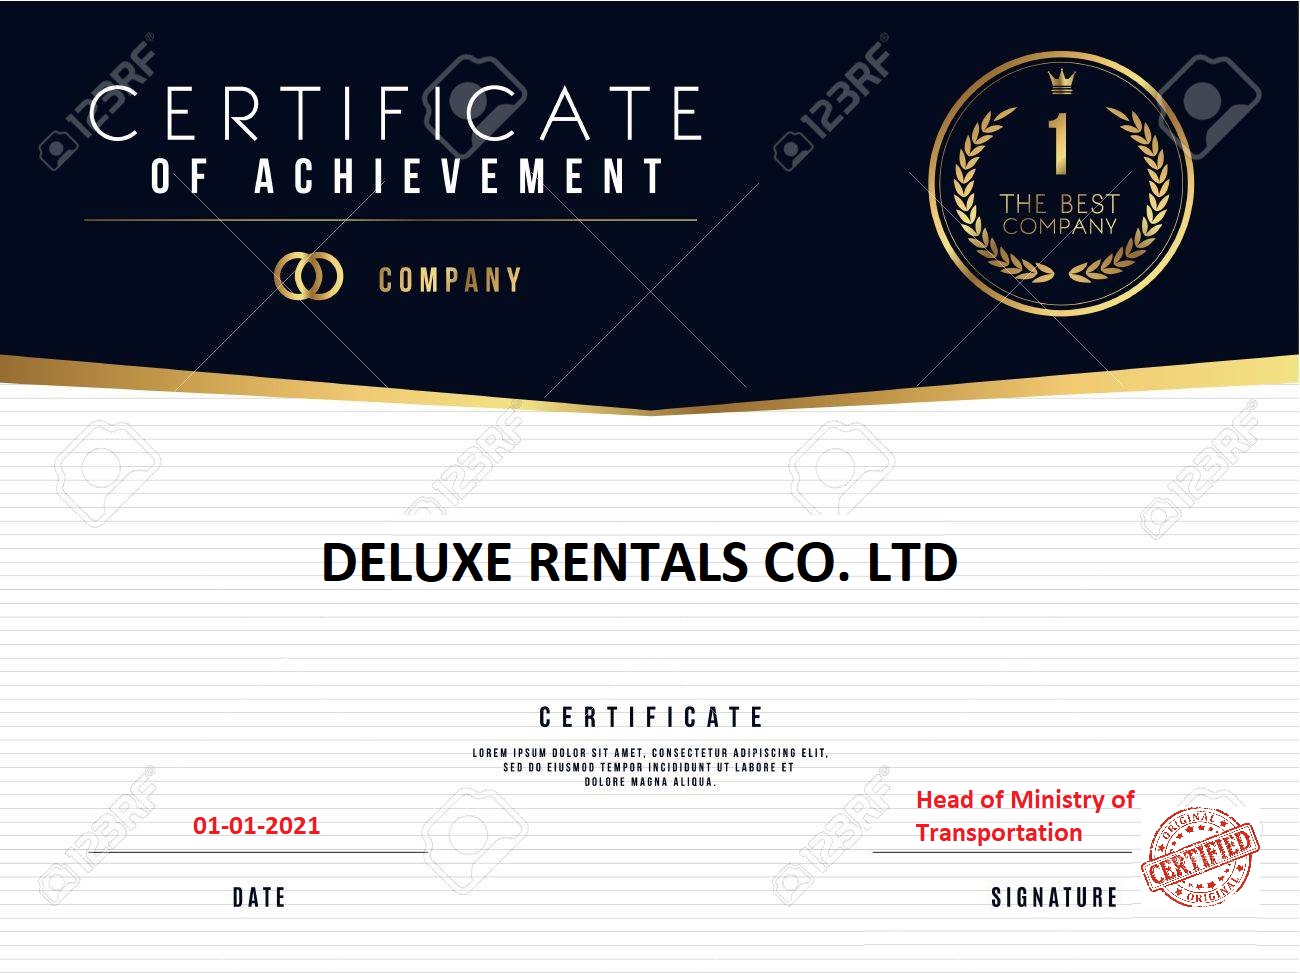 CERTIFICATE
OF ACHIEVEMENT
COMPANY
1
THE BEST
COMPANY
123RF
123RF
123RF
123RF
DELUXE RENTALS CO. LTD
CERTIFICATE
LOREM IPSUM DOLOR SIT AMET, CONSECTETUR ADIPISCING ELIT,
SED DO EIUSMOD TEMPOR INCIDIDUNT UT LABORE ET
DOLORE MAGNA ALIQUA.
123RF
123RF
01-01-2021
DATE
Head of Ministry of
Transportation
SIGNATURE
ORIGINAL
CERTIFIED
ORIGINAL